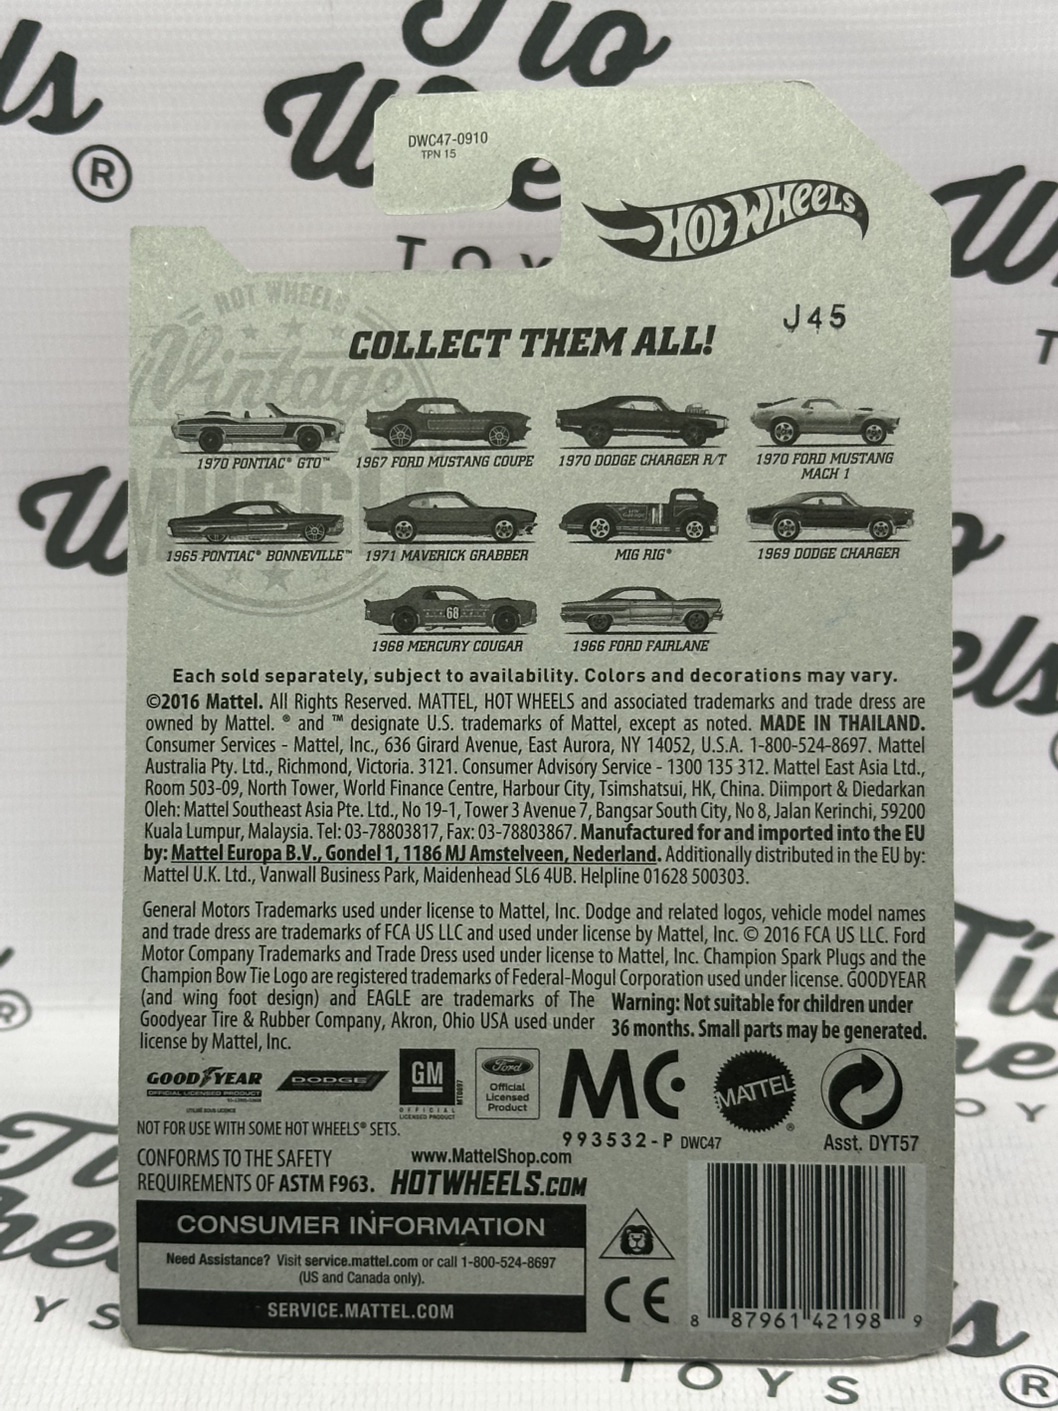 Tio
Wheels
®
TOYS
DWC47-0910
TPN 15
HOT WHEELS
J45
HOT WHEELS
Vintage
COLLECT THEM ALL!
1970 PONTIAC® GTO™ 1967 FORD MUSTANG COUPE 1970 DODGE CHARGER R/T 1970 FORD MUSTANG
MACH 1
1965 PONTIAC® BONNEVILLE™ 1971 MAVERICK GRABBER MIG RIG® 1969 DODGE CHARGER
68
1968 MERCURY COUGAR 1966 FORD FAIRLANE
Each sold separately, subject to availability. Colors and decorations may vary.
©2016 Mattel. All Rights Reserved. MATTEL, HOT WHEELS and associated trademarks and trade dress are
owned by Mattel. ® and ™ designate U.S. trademarks of Mattel, except as noted. MADE IN THAILAND.
Consumer Services - Mattel, Inc., 636 Girard Avenue, East Aurora, NY 14052, U.S.A. 1-800-524-8697. Mattel
Australia Pty. Ltd., Richmond, Victoria. 3121. Consumer Advisory Service - 1300 135 312. Mattel East Asia Ltd.,
Room 503-09, North Tower, World Finance Centre, Harbour City, Tsimshatsui, HK, China. Diimport & Diedarkan
Oleh: Mattel Southeast Asia Pte. Ltd., No 19-1, Tower 3 Avenue 7, Bangsar South City, No 8, Jalan Kerinchi, 59200
Kuala Lumpur, Malaysia. Tel: 03-78803817, Fax: 03-78803867. Manufactured for and imported into the EU
by: Mattel Europa B.V., Gondel 1, 1186 MJ Amstelveen, Nederland. Additionally distributed in the EU by:
Mattel U.K. Ltd., Vanwall Business Park, Maidenhead SL6 4UB. Helpline 01628 500303.
General Motors Trademarks used under license to Mattel, Inc. Dodge and related logos, vehicle model names
and trade dress are trademarks of FCA US LLC and used under license by Mattel, Inc. © 2016 FCA US LLC. Ford
Motor Company Trademarks and Trade Dress used under license to Mattel, Inc. Champion Spark Plugs and the
Champion Bow Tie Logo are registered trademarks of Federal-Mogul Corporation used under license. GOODYEAR
(and wing foot design) and EAGLE are trademarks of The
Goodyear Tire & Rubber Company, Akron, Ohio USA used under
license by Mattel, Inc.
Warning: Not suitable for children under
36 months. Small parts may be generated.
GOODYEAR
OFFICIAL LICENSED PRODUCT
DODGE
GM
OFFICIAL
LICENSED PRODUCT
Ford
Official
Licensed
Product
MC
MATTEL
®
NOT FOR USE WITH SOME HOT WHEELS® SETS.
993532-P DWC47
Asst. DYT57
CONFORMS TO THE SAFETY
REQUIREMENTS OF ASTM F963.
www.MattelShop.com
HOTWHEELS.COM
CONSUMER INFORMATION
Need Assistance? Visit service.mattel.com or call 1-800-524-8697
(US and Canada only).
SERVICE.MATTEL.COM
CE
8 87961 42198 9
TOYS
®